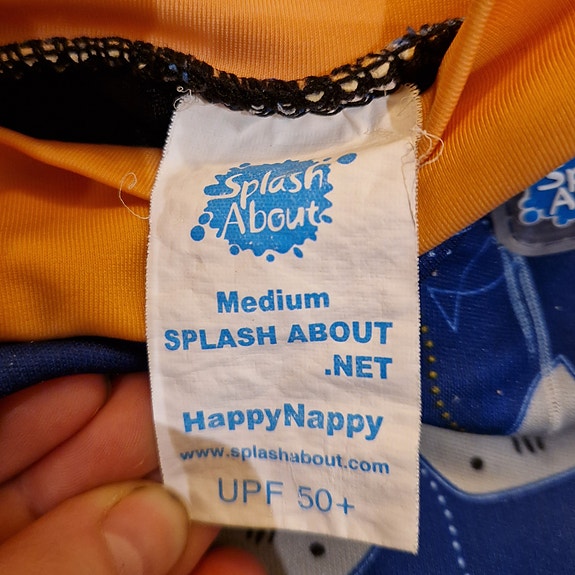 Splash
About
Medium
SPLASH ABOUT
.NET
HappyNappy
www.splashabout.com
UPF 50+